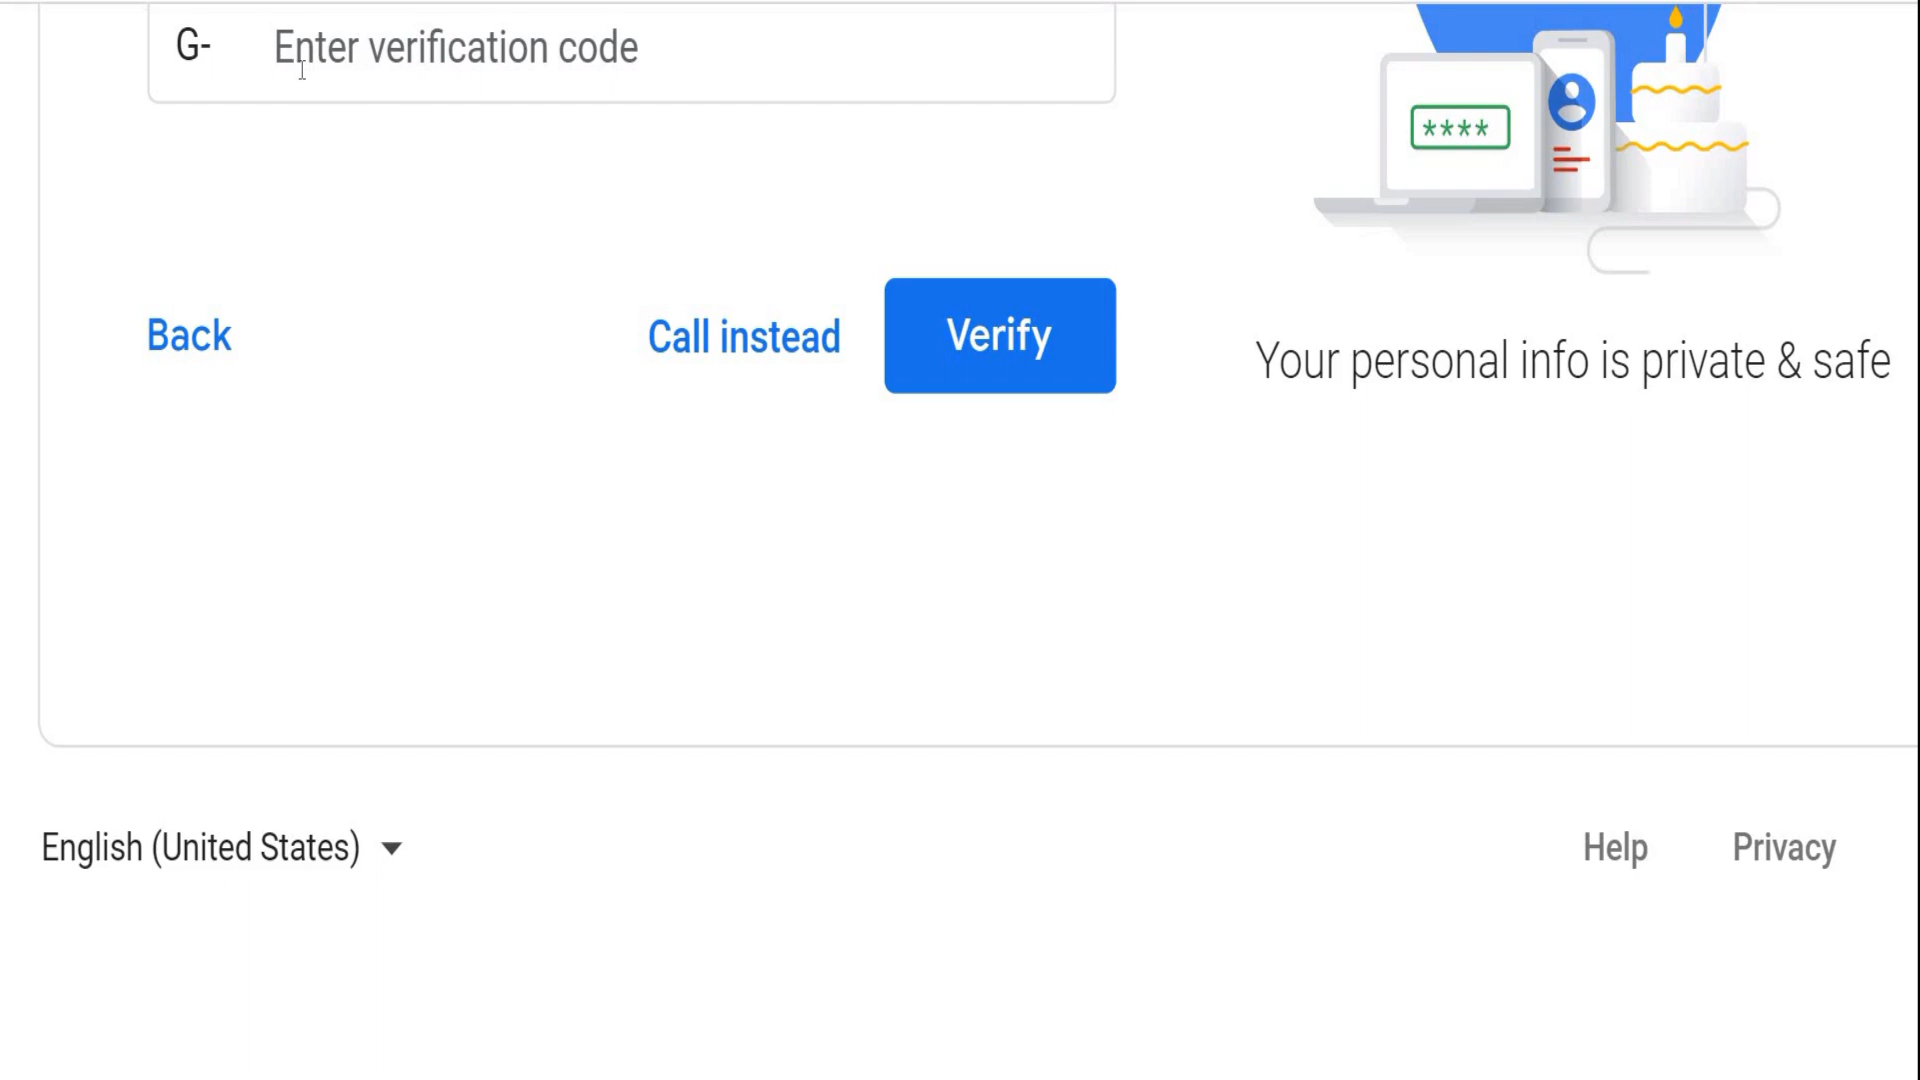 G- Enter verification code
****
Back Call instead Verify
Your personal info is private & safe
English (United States) Help Privacy